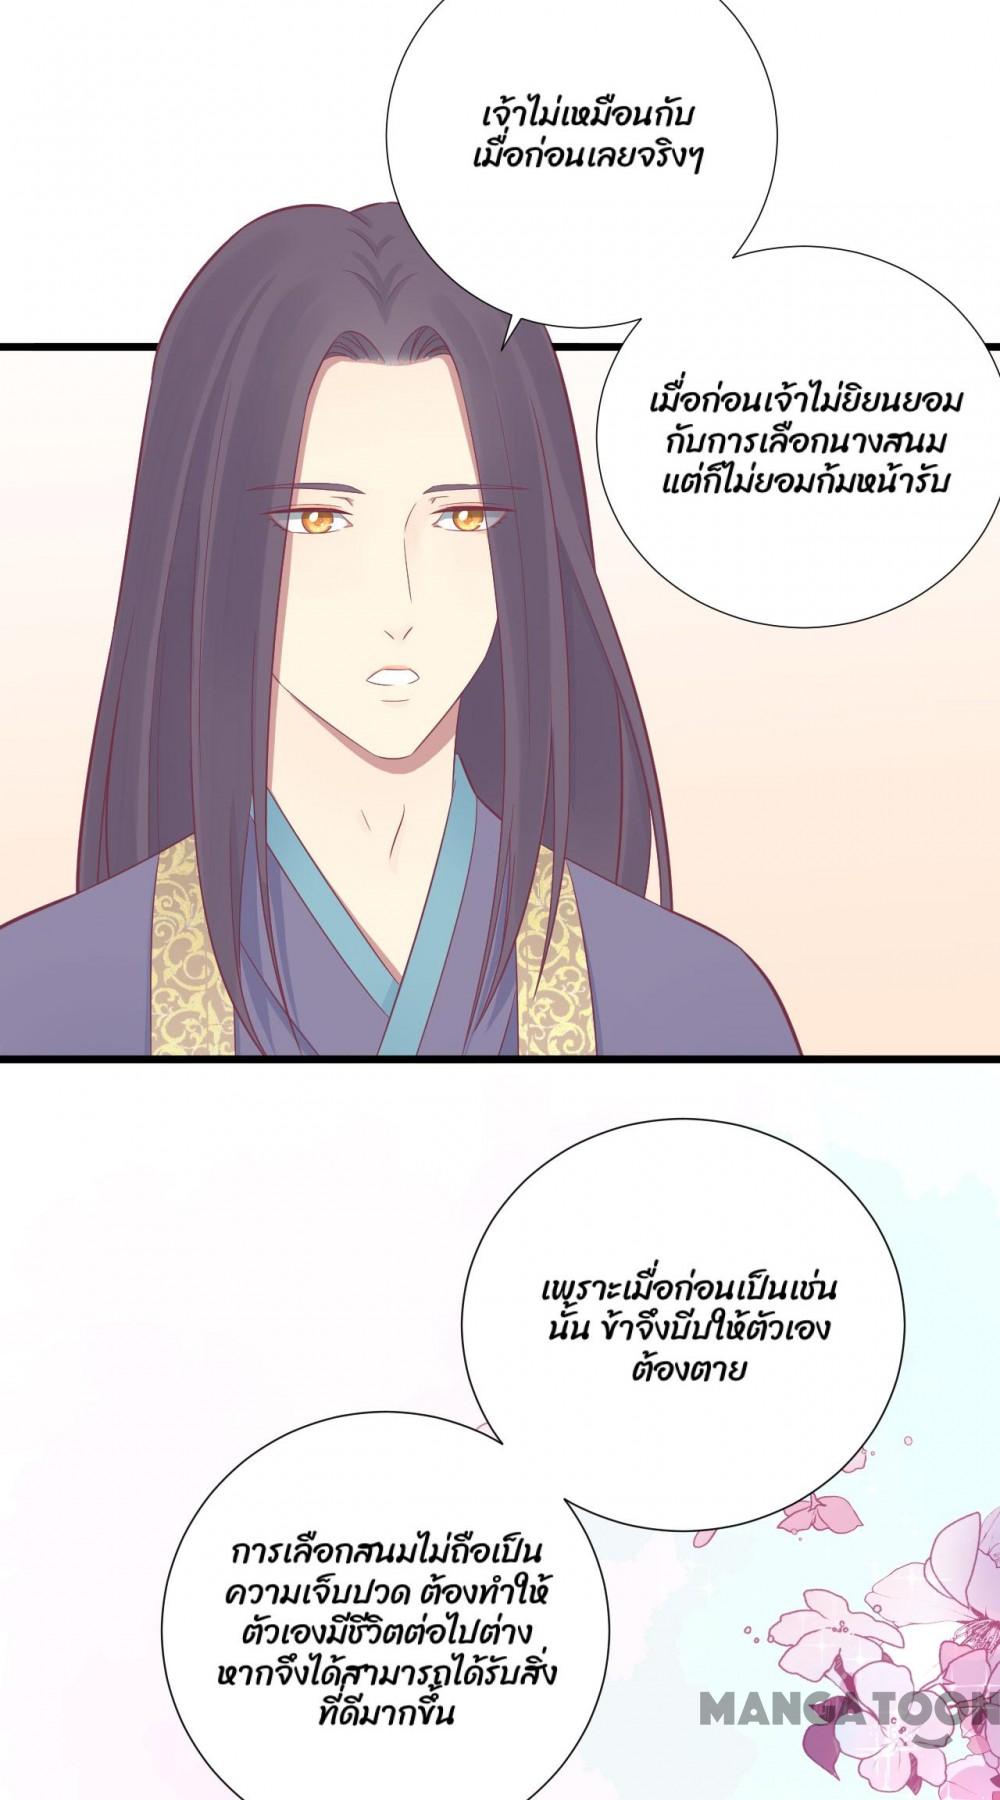 เจ้าไม่เหมือนกับ
เมื่อก่อนเลยจริงๆ
เมื่อก่อนเจ้าไม่ยินยอม
กับการเลือกนางสนม
แต่ก็ไม่ยอมก้มหน้ารับ
เพราะเมื่อก่อนเป็นเช่น
นั้น ข้าจึงบีบให้ตัวเอง
ต้องตาย
การเลือกสนมไม่ถือเป็น
ความเจ็บปวด ต้องทำให้
ตัวเองมีชีวิตต่อไปต่าง
หากจึงได้สามารถได้รับสิ่ง
ที่ดีมากขึ้น
MANGATOON